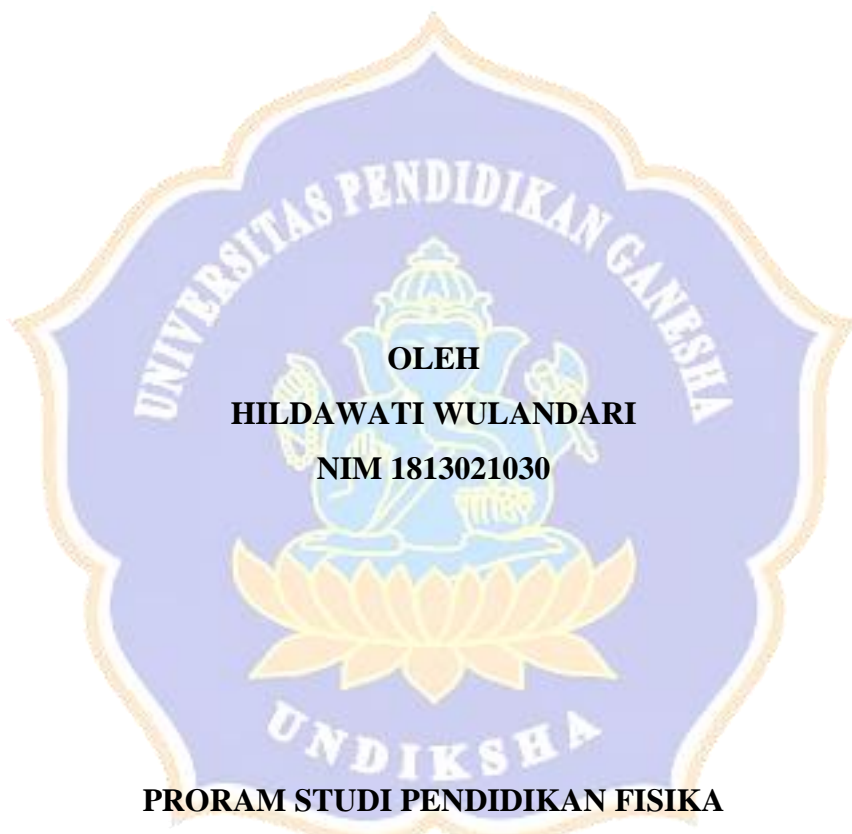 UNIVERSITAS PENDIDIKAN GANESHA
OLEH
HILDAWATI WULANDARI
NIM 1813021030
UNDIKSHA
PRORAM STUDI PENDIDIKAN FISIKA